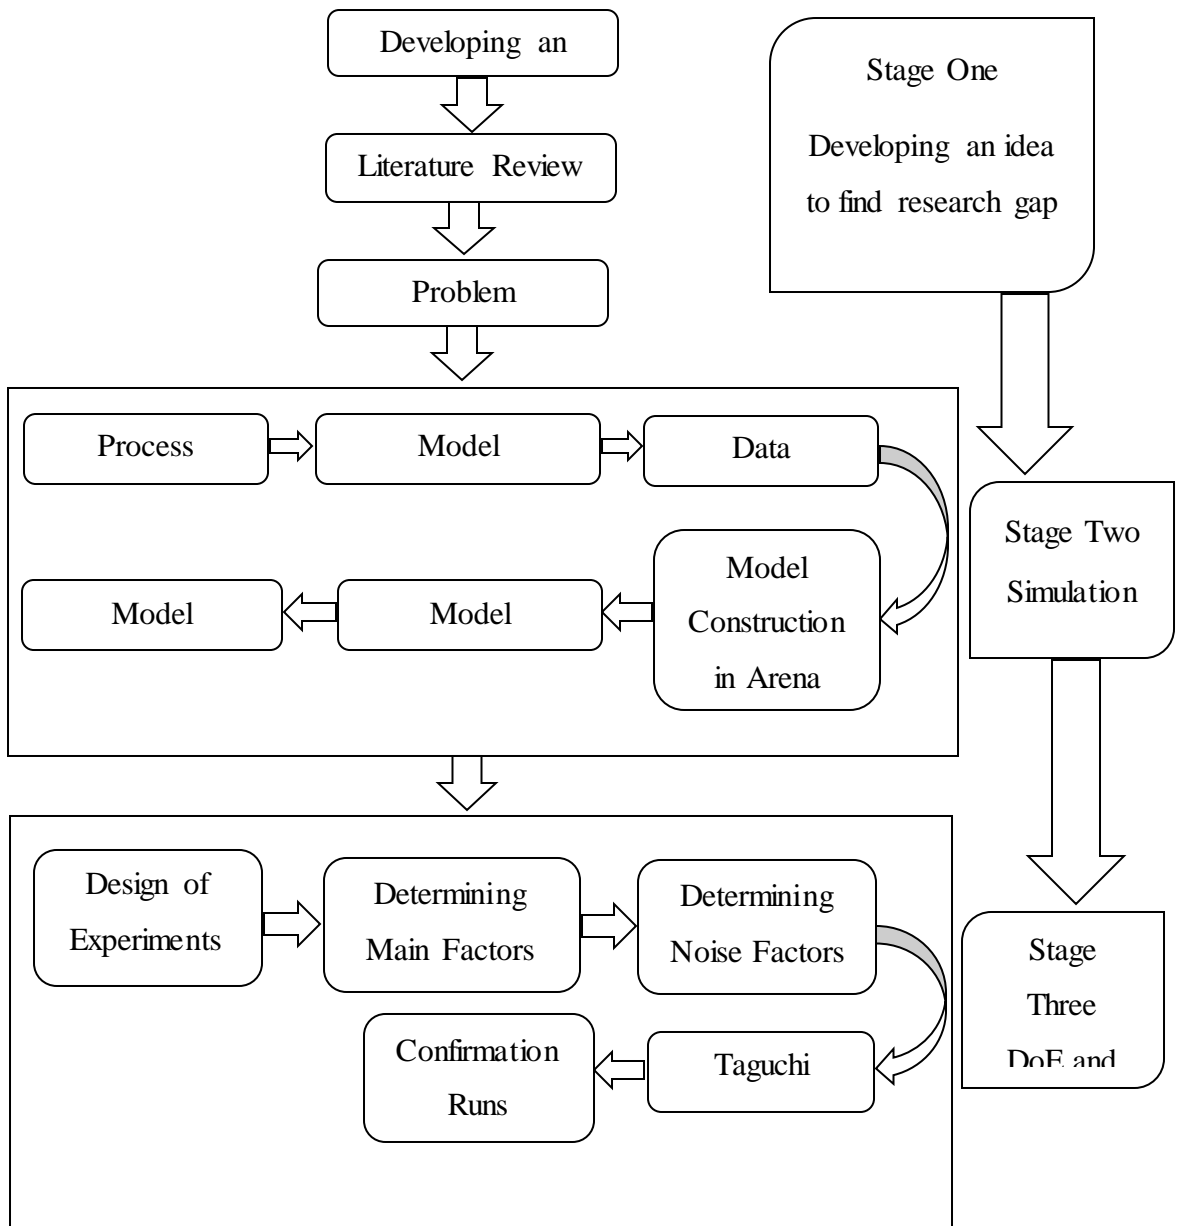 Developing an
Literature Review
Problem
Stage One
Developing an idea
to find research gap
Process
Model
Data
Model
Construction
in Arena
Model
Model
Stage Two
Simulation
Design of
Experiments
Determining
Main Factors
Determining
Noise Factors
Taguchi
Confirmation
Runs
Stage
Three
DoE and